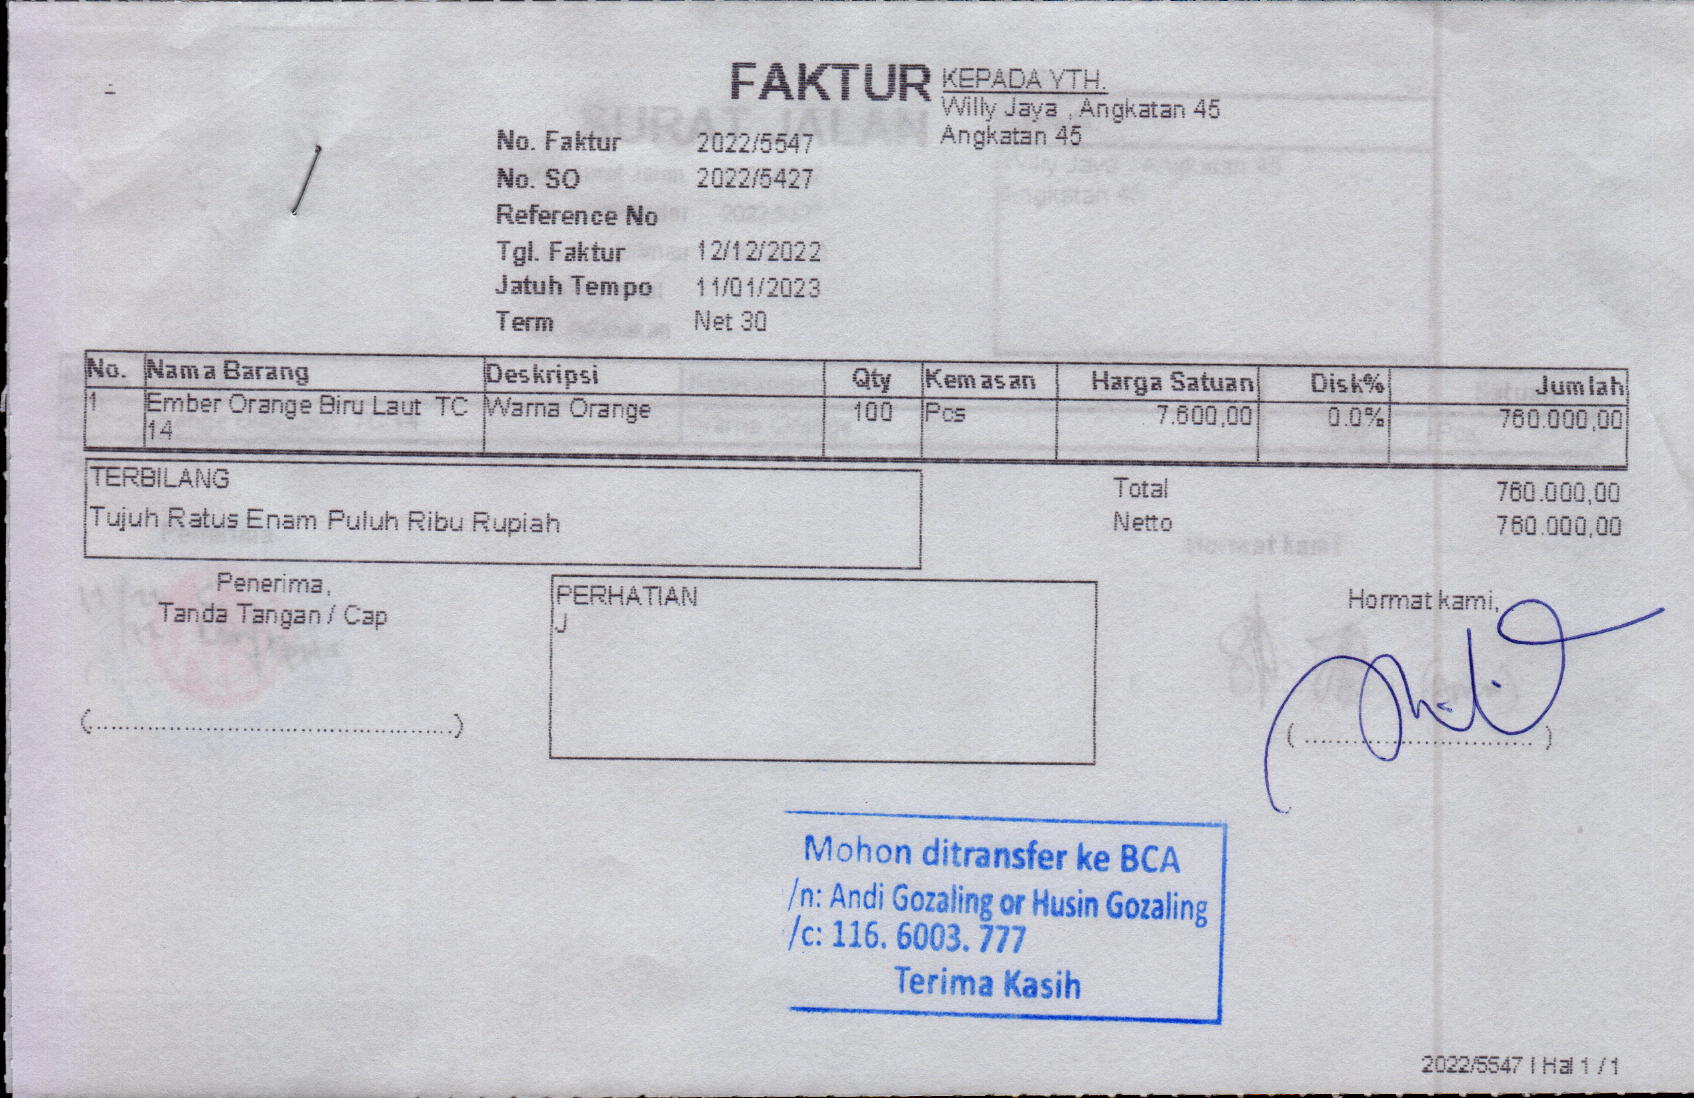 FAKTUR
KEPADA YTH.
Willy Jaya , Angkatan 45
Angkatan 45
No. Faktur 2022/5547
No. SO 2022/5427
Reference No
Tgl. Faktur 12/12/2022
Jatuh Tempo 11/01/2023
Term Net 30
No. Nama Barang Deskripsi Qty Kemasan Harga Satuan Disk% Jumlah
1 Ember Orange Biru Laut TC Warna Orange 100 Pcs 7.600,00 0.0% 760.000,00
14
TERBILANG
Tujuh Ratus Enam Puluh Ribu Rupiah
Total 760.000,00
Netto 760.000,00
Penerima,
Tanda Tangan / Cap
PERHATIAN
J
Hormat kami,
(................................................)
( ................................ )
Mohon ditransfer ke BCA
/n: Andi Gozaling or Husin Gozaling
/c: 116. 6003. 777
Terima Kasih
2022/5547 | Hal 1 / 1